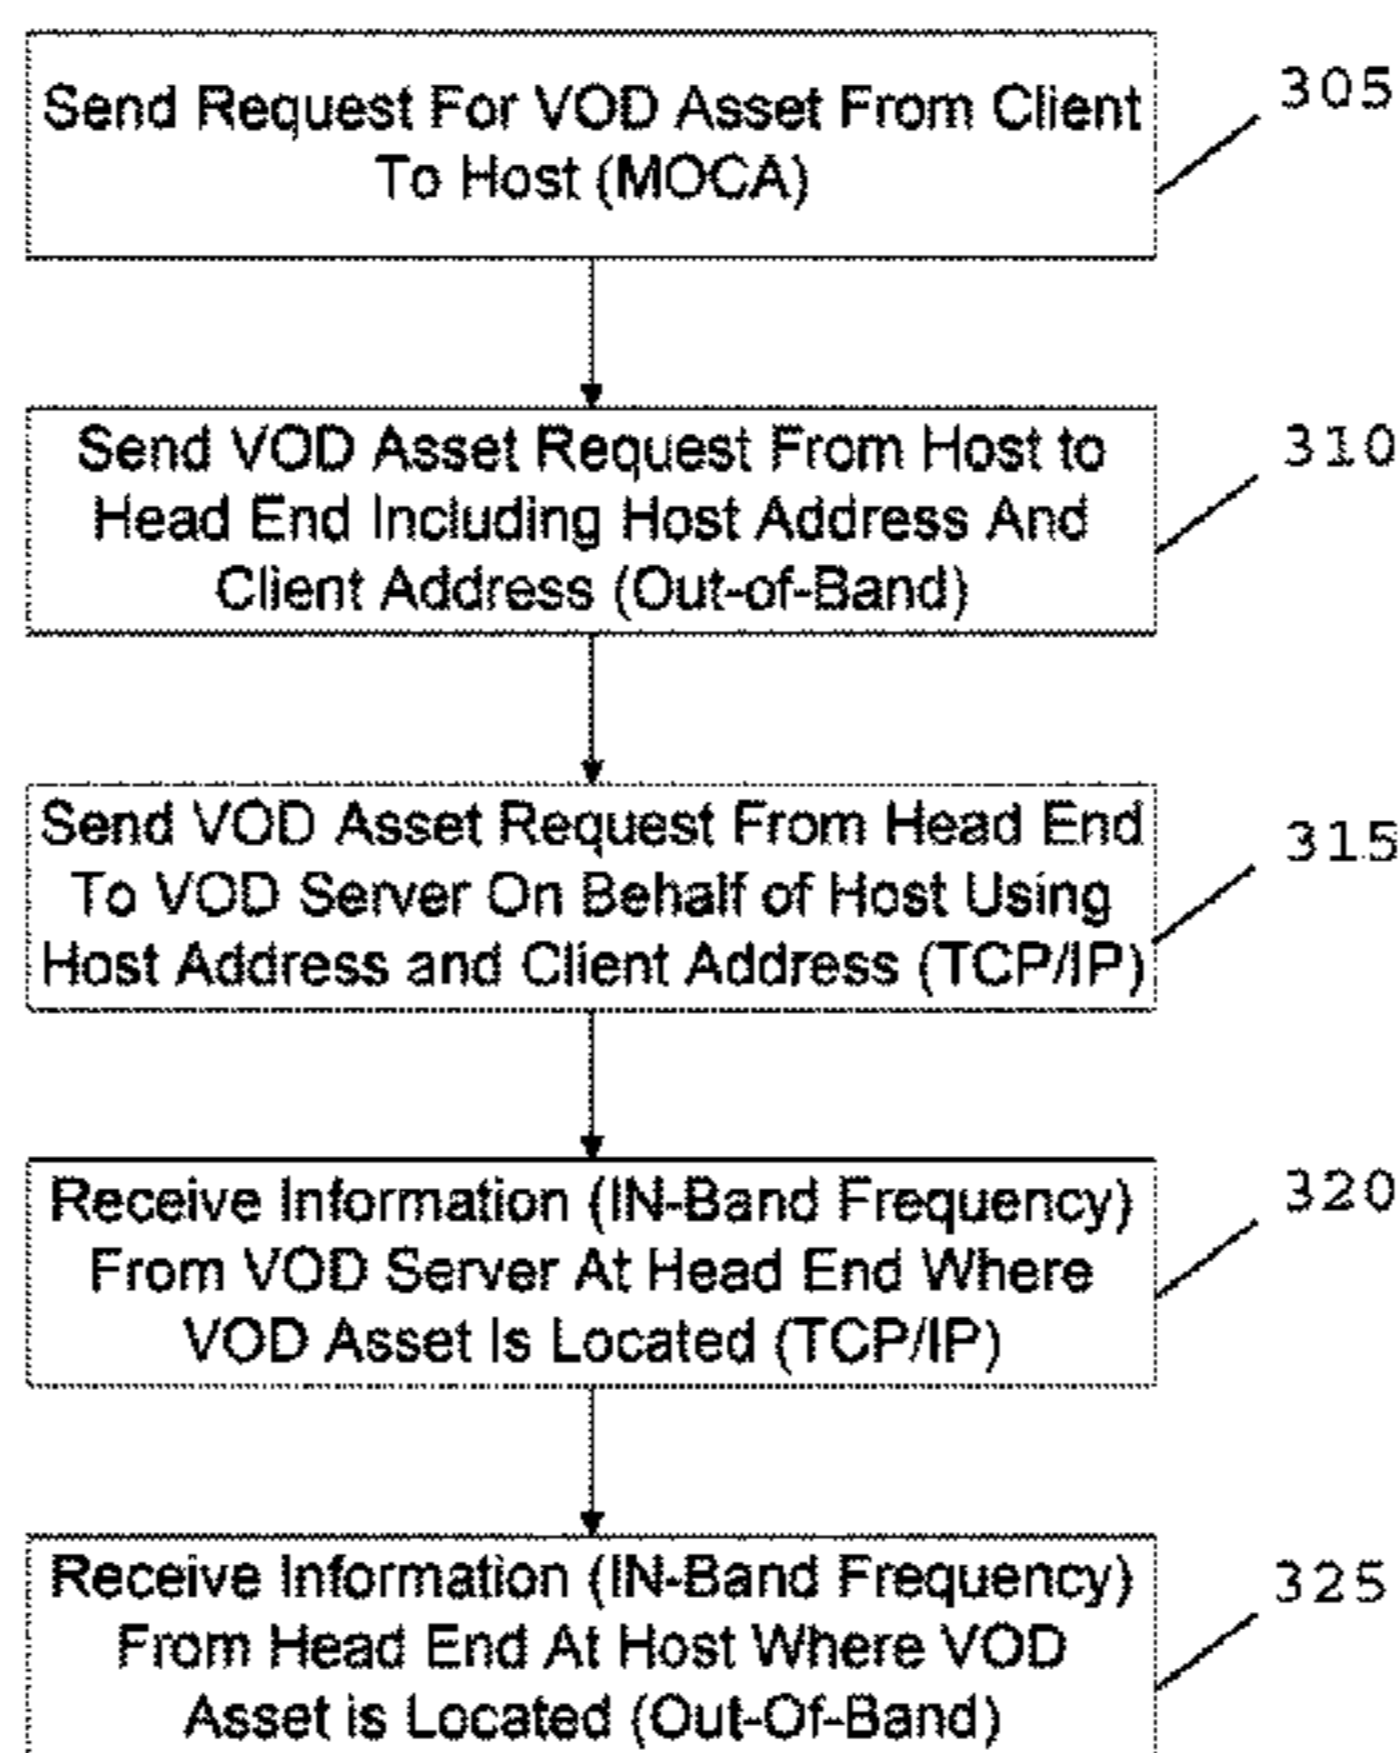 Send Request For VOD Asset From Client
To Host (MOCA)
305
Send VOD Asset Request From Host to
Head End Including Host Address And
Client Address (Out-of-Band)
310
Send VOD Asset Request From Head End
To VOD Server On Behalf of Host Using
Host Address and Client Address (TCP/IP)
315
Receive Information (IN-Band Frequency)
From VOD Server At Head End Where
VOD Asset Is Located (TCP/IP)
320
Receive Information (IN-Band Frequency)
From Head End At Host Where VOD
Asset is Located (Out-Of-Band)
325